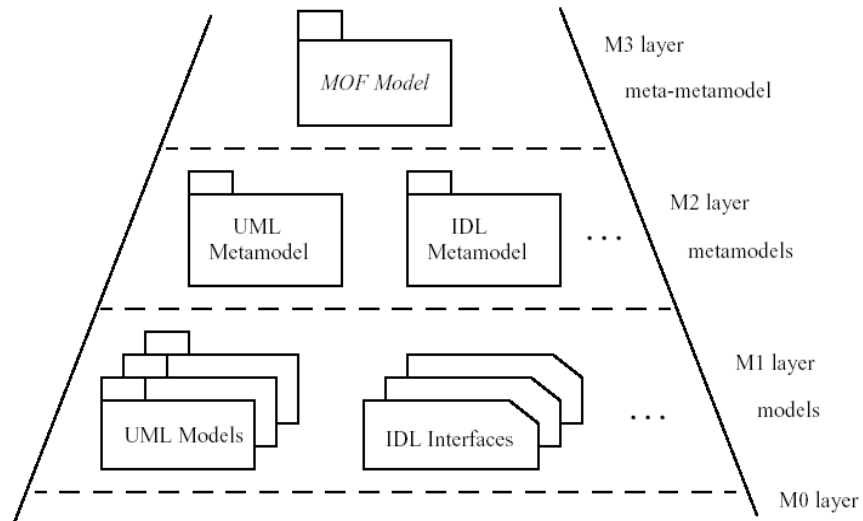 MOF Model
M3 layer
meta-metamodel
UML
Metamodel
IDL
Metamodel
...
M2 layer
metamodels
UML Models
IDL Interfaces
...
M1 layer
models
M0 layer